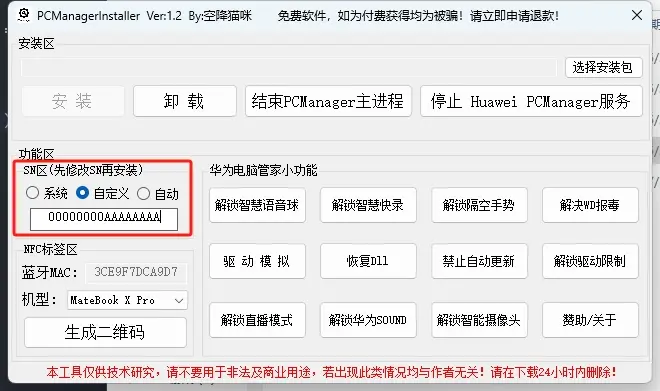 PCManagerInstaller Ver:1.2 By:空降猫咪 免费软件，如为付费获得均为被骗！请立即申请退款！
安装区
选择安装包
安 装 卸 载 结束PCManager主进程 停止 Huawei PCManager服务
功能区
SN区(先修改SN再安装)
系统 自定义 自动
00000000AAAAAAAA
NFC标签区
蓝牙MAC: 3CE9F7DCA9D7
机型: MateBook X Pro
生成二维码
华为电脑管家小功能
解锁智慧语音球 解锁智慧快录 解锁隔空手势 解决WD报毒
驱 动 模 拟 恢复Dll 禁止自动更新 解锁驱动限制
解锁直播模式 解锁华为SOUND 解锁智能摄像头 赞助/关于
本工具仅供技术研究，请不要用于非法及商业用途，若出现此类情况均与作者无关！请在下载24小时内删除！